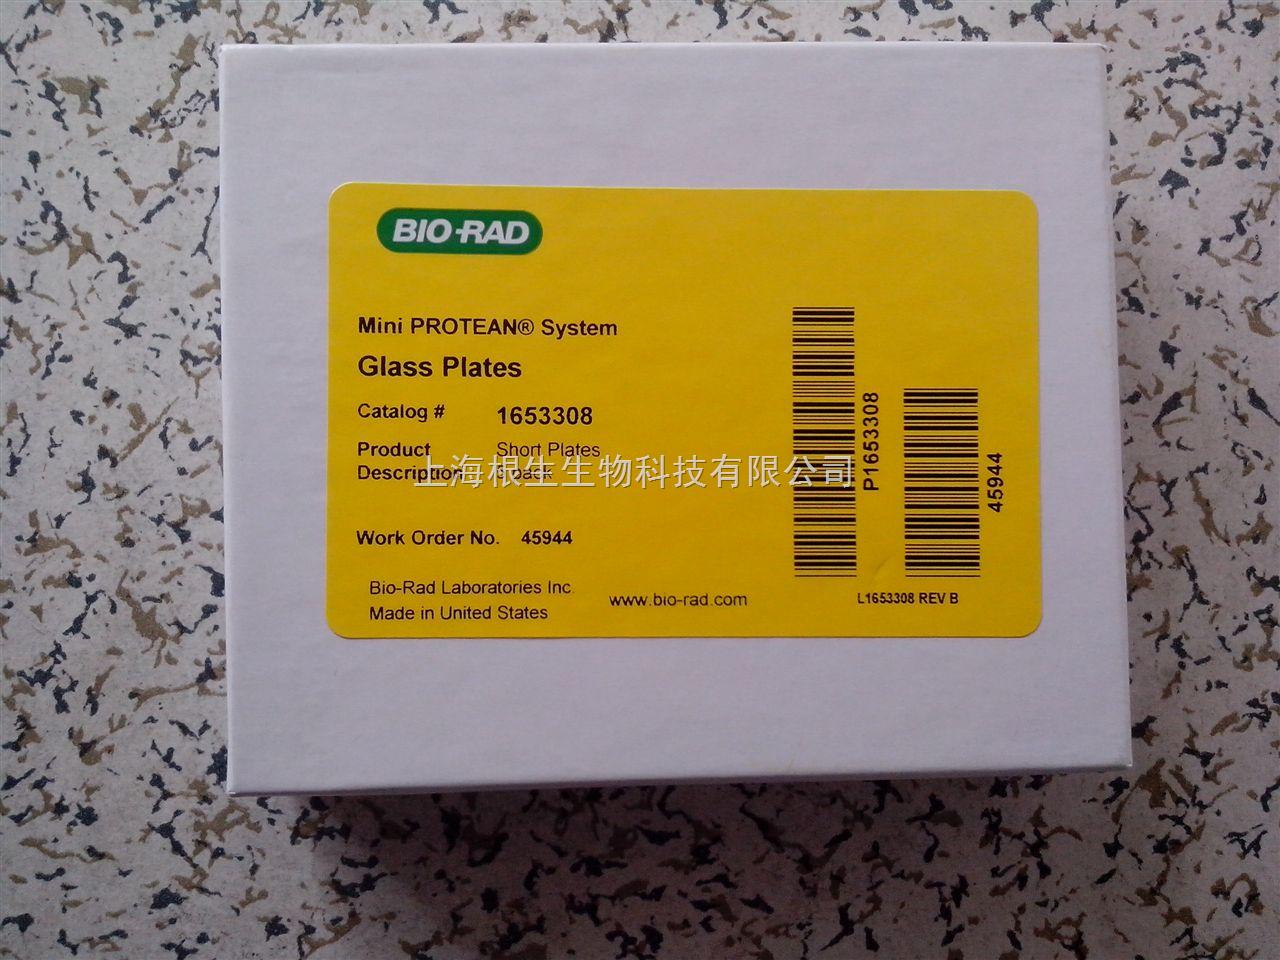 BIO-RAD
Mini PROTEAN® System
Glass Plates
Catalog # 1653308
Product Short Plates
Description pack
上海根生生物科技有限公司
Work Order No. 45944
Bio-Rad Laboratories Inc.
Made in United States
www.bio-rad.com
P1653308
45944
L1653308 REV B